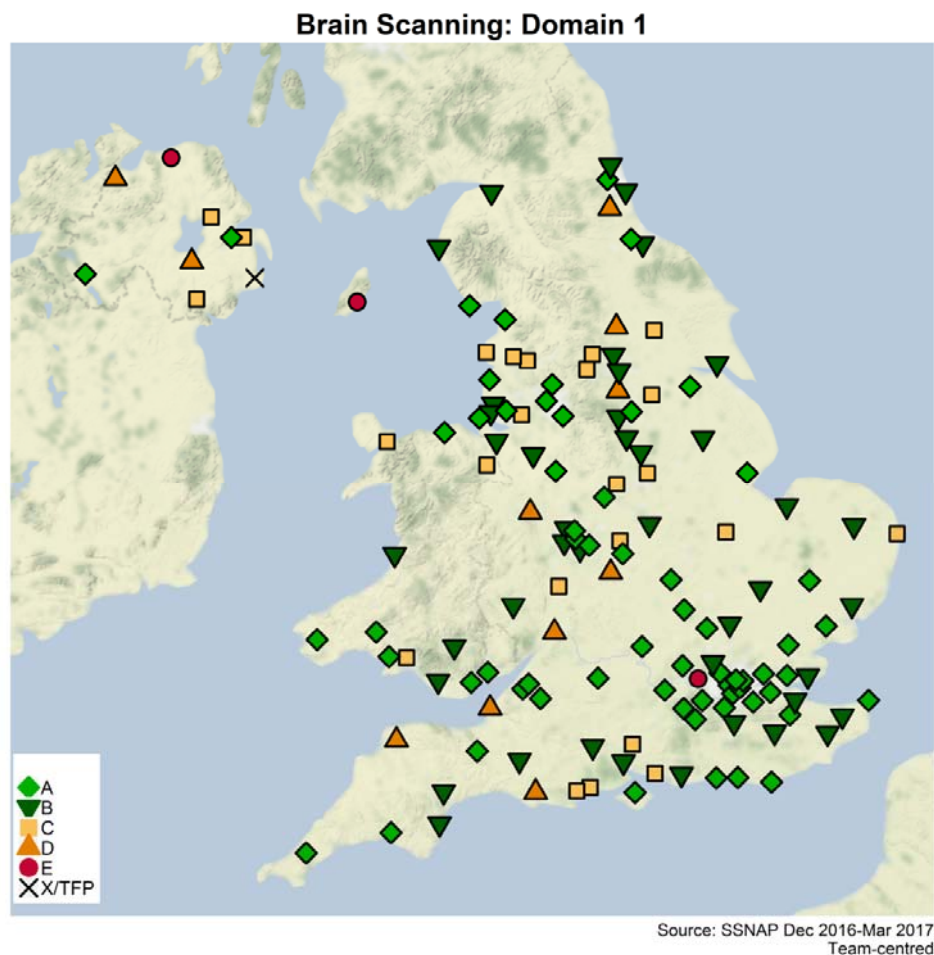 Brain Scanning: Domain 1
A
B
C
D
E
X/TFP
Source: SSNAP Dec 2016-Mar 2017
Team-centred